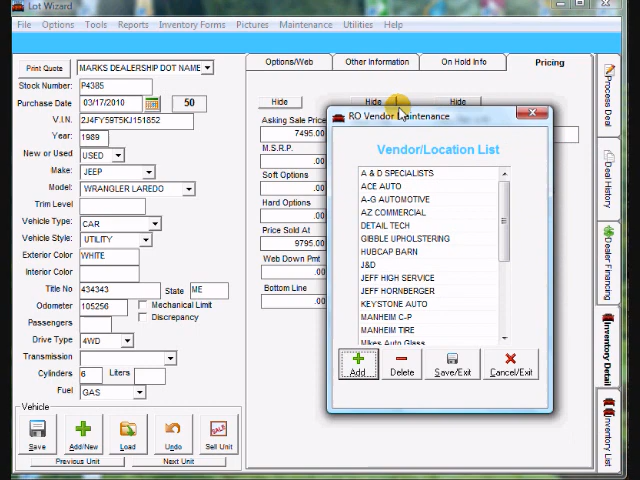 Lot Wizard
File Options Tools Reports Inventory Forms Pictures Maintenance Utilities Help
Print Quote MARKS DEALERSHIP DOT NAME
Stock Number: P4385
Purchase Date 03/17/2010 50
V.I.N. 2J4FY59T5KJ151852
Year: 1989
New or Used USED
Make: JEEP
Model: WRANGLER LAREDO
Trim Level
Vehicle Type: CAR
Vehicle Style: UTILITY
Exterior Color WHITE
Interior Color
Title No 434343 State ME
Odometer 105256 Mechanical Limit
Discrepancy
Passengers
Drive Type 4WD
Transmission
Cylinders 6 Liters
Fuel GAS
Vehicle
Save Add/New Load Undo Sell Unit
Previous Unit Next Unit
Options/Web Other Information On Hold Info Pricing
Hide Hide Hide
Asking Sale Price
7495.00
M.S.R.P.
.00
Soft Options
.00
Hard Options
.00
Price Sold At
9795.00
Web Down Pmt
.00
Bottom Line
.00
RO Vendor Maintenance
Vendor/Location List
A & D SPECIALISTS
ACE AUTO
A-G AUTOMOTIVE
AZ COMMERCIAL
DETAIL TECH
GIBBLE UPHOLSTERING
HUBCAP BARN
J&D
JEFF HIGH SERVICE
JEFF HORNBERGER
KEYSTONE AUTO
MANHEIM C-P
MANHEIM TIRE
Mikes Auto Glass
Add Delete Save/Exit Cancel/Exit
Process Deal
Deal History
Dealer Financing
Inventory Detail
Inventory List